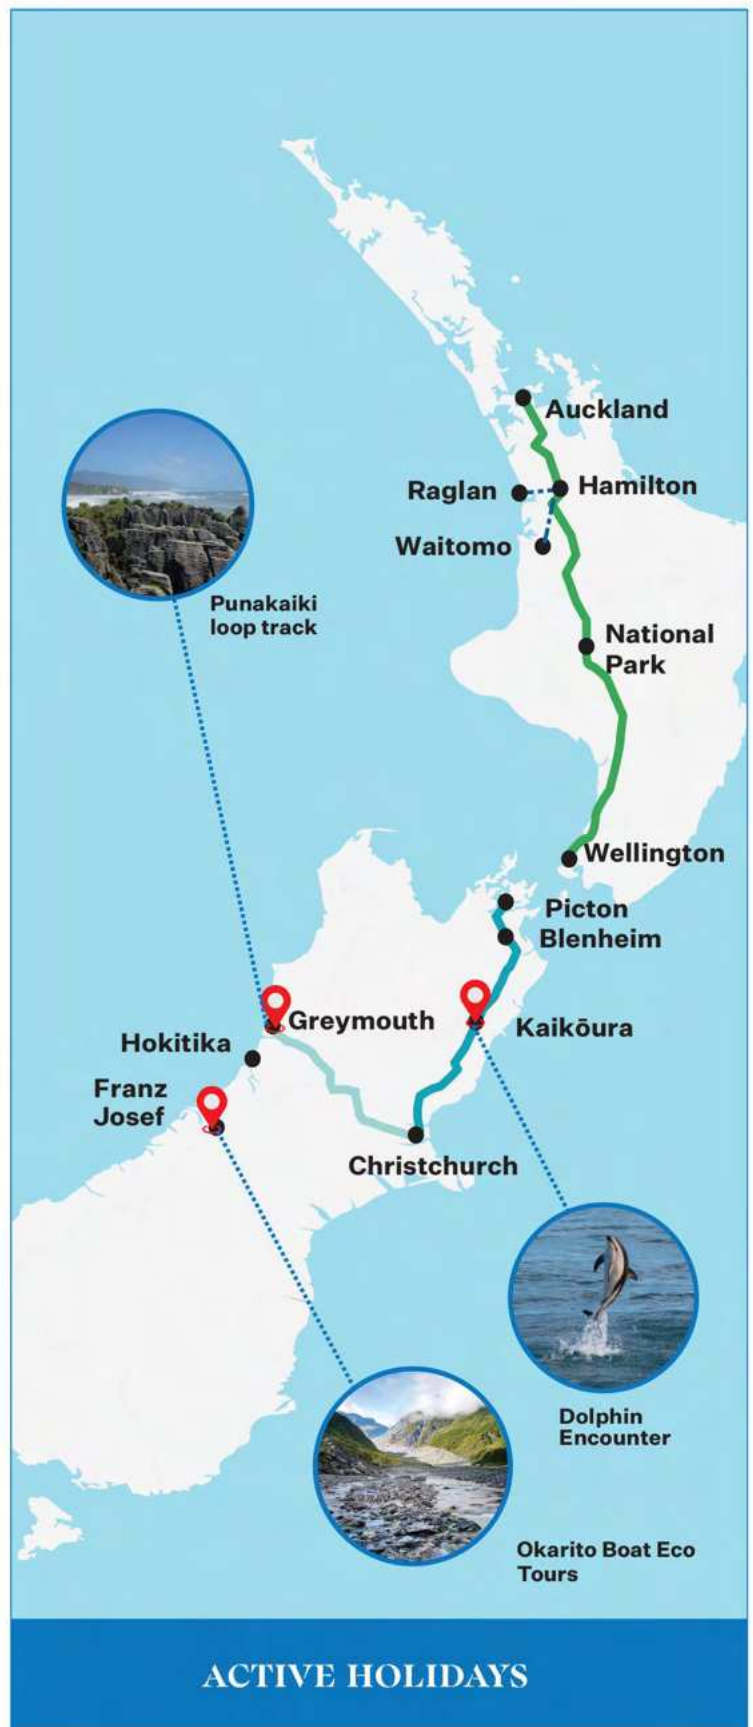 Auckland
Raglan
Hamilton
Waitomo
Punakaiki
loop track
National
Park
Wellington
Picton
Blenheim
Greymouth
Kaikōura
Hokitika
Franz
Josef
Christchurch
Dolphin
Encounter
Okarito Boat Eco
Tours
ACTIVE HOLIDAYS